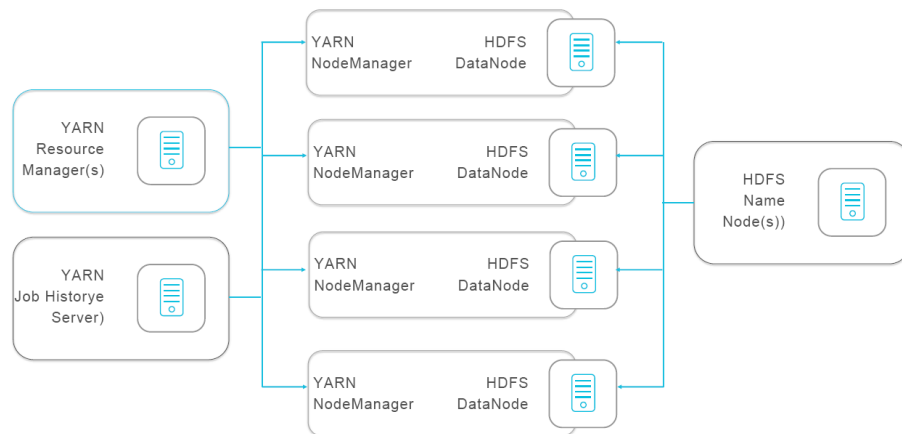 YARN
Resource
Manager(s)
YARN
Job Historye
Server)
YARN HDFS
NodeManager DataNode
YARN HDFS
NodeManager DataNode
YARN HDFS
NodeManager DataNode
YARN HDFS
NodeManager DataNode
HDFS
Name
Node(s))